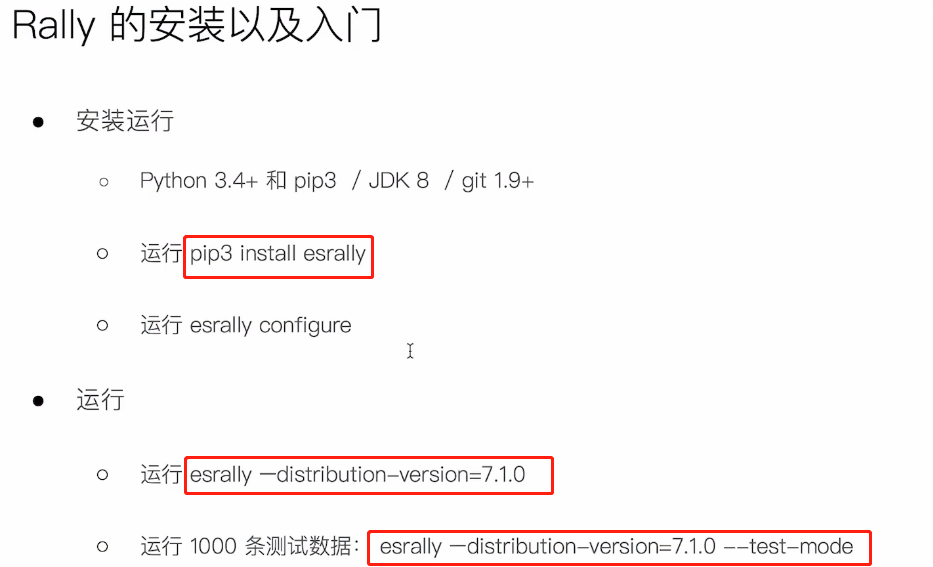 Rally 的安装以及入门
安装运行
Python 3.4+ 和 pip3 / JDK 8 / git 1.9+
运行 pip3 install esrally
运行 esrally configure
运行
运行 esrally —distribution-version=7.1.0
运行 1000 条测试数据： esrally —distribution-version=7.1.0 --test-mode